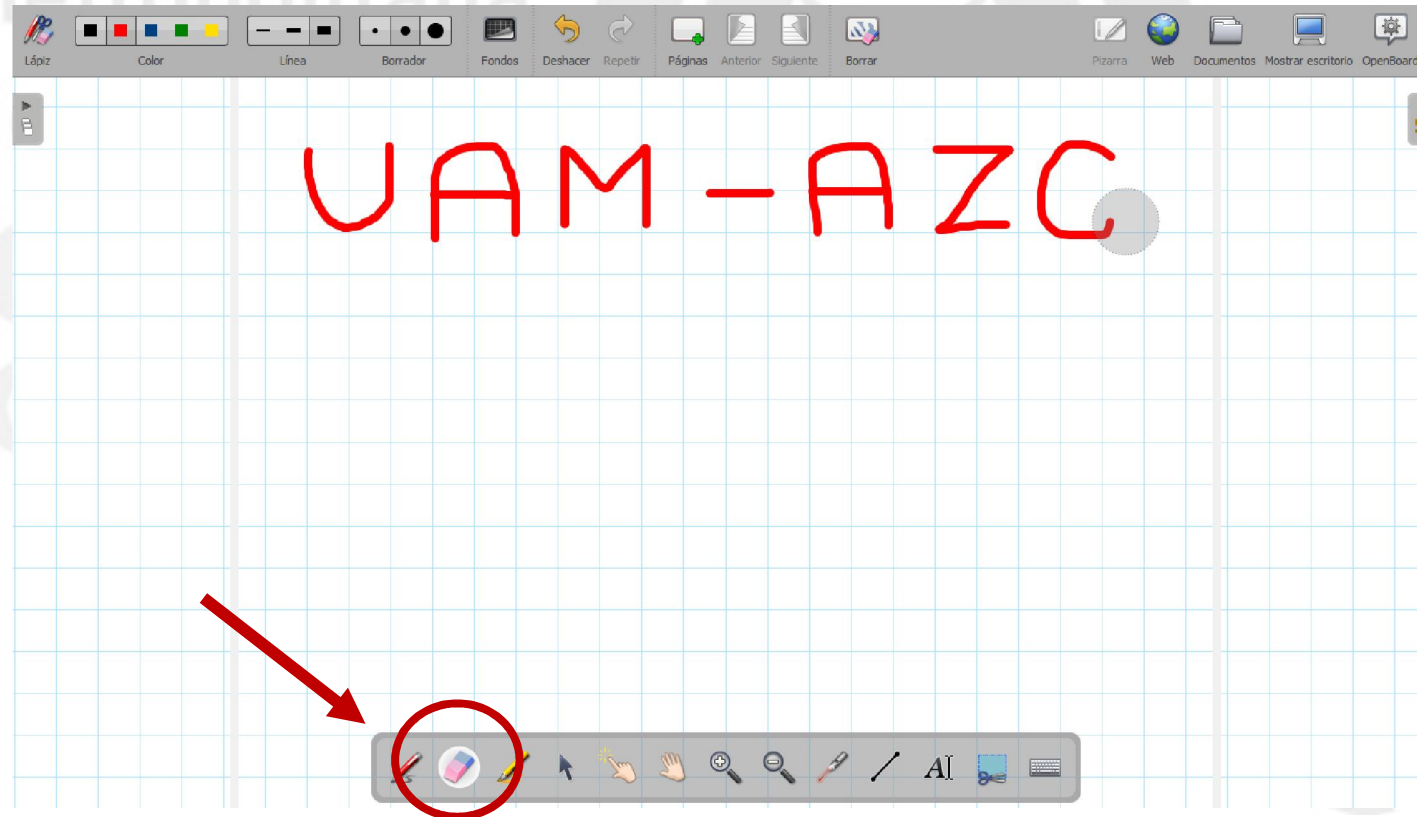 Lápiz Color Línea Borrador Fondos Deshacer Repetir Páginas Anterior Siguiente Borrar Pizarra Web Documentos Mostrar escritorio OpenBoard
UAM-AZC
AI